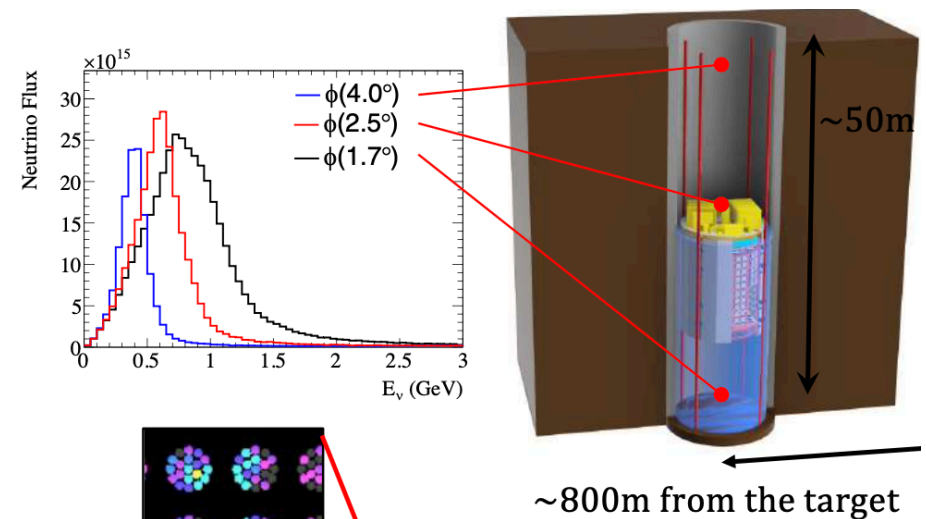 ×10¹⁵
Neutrino Flux
30
25
20
15
10
5
0
0 0.5 1 1.5 2 2.5 3
Eᵥ (GeV)
ϕ(4.0°)
ϕ(2.5°)
ϕ(1.7°)
~50m
~800m from the target